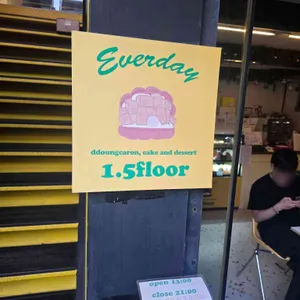 Everday
ddoungcaron, cake and dessert
1.5floor
open 13:00
close 21:00